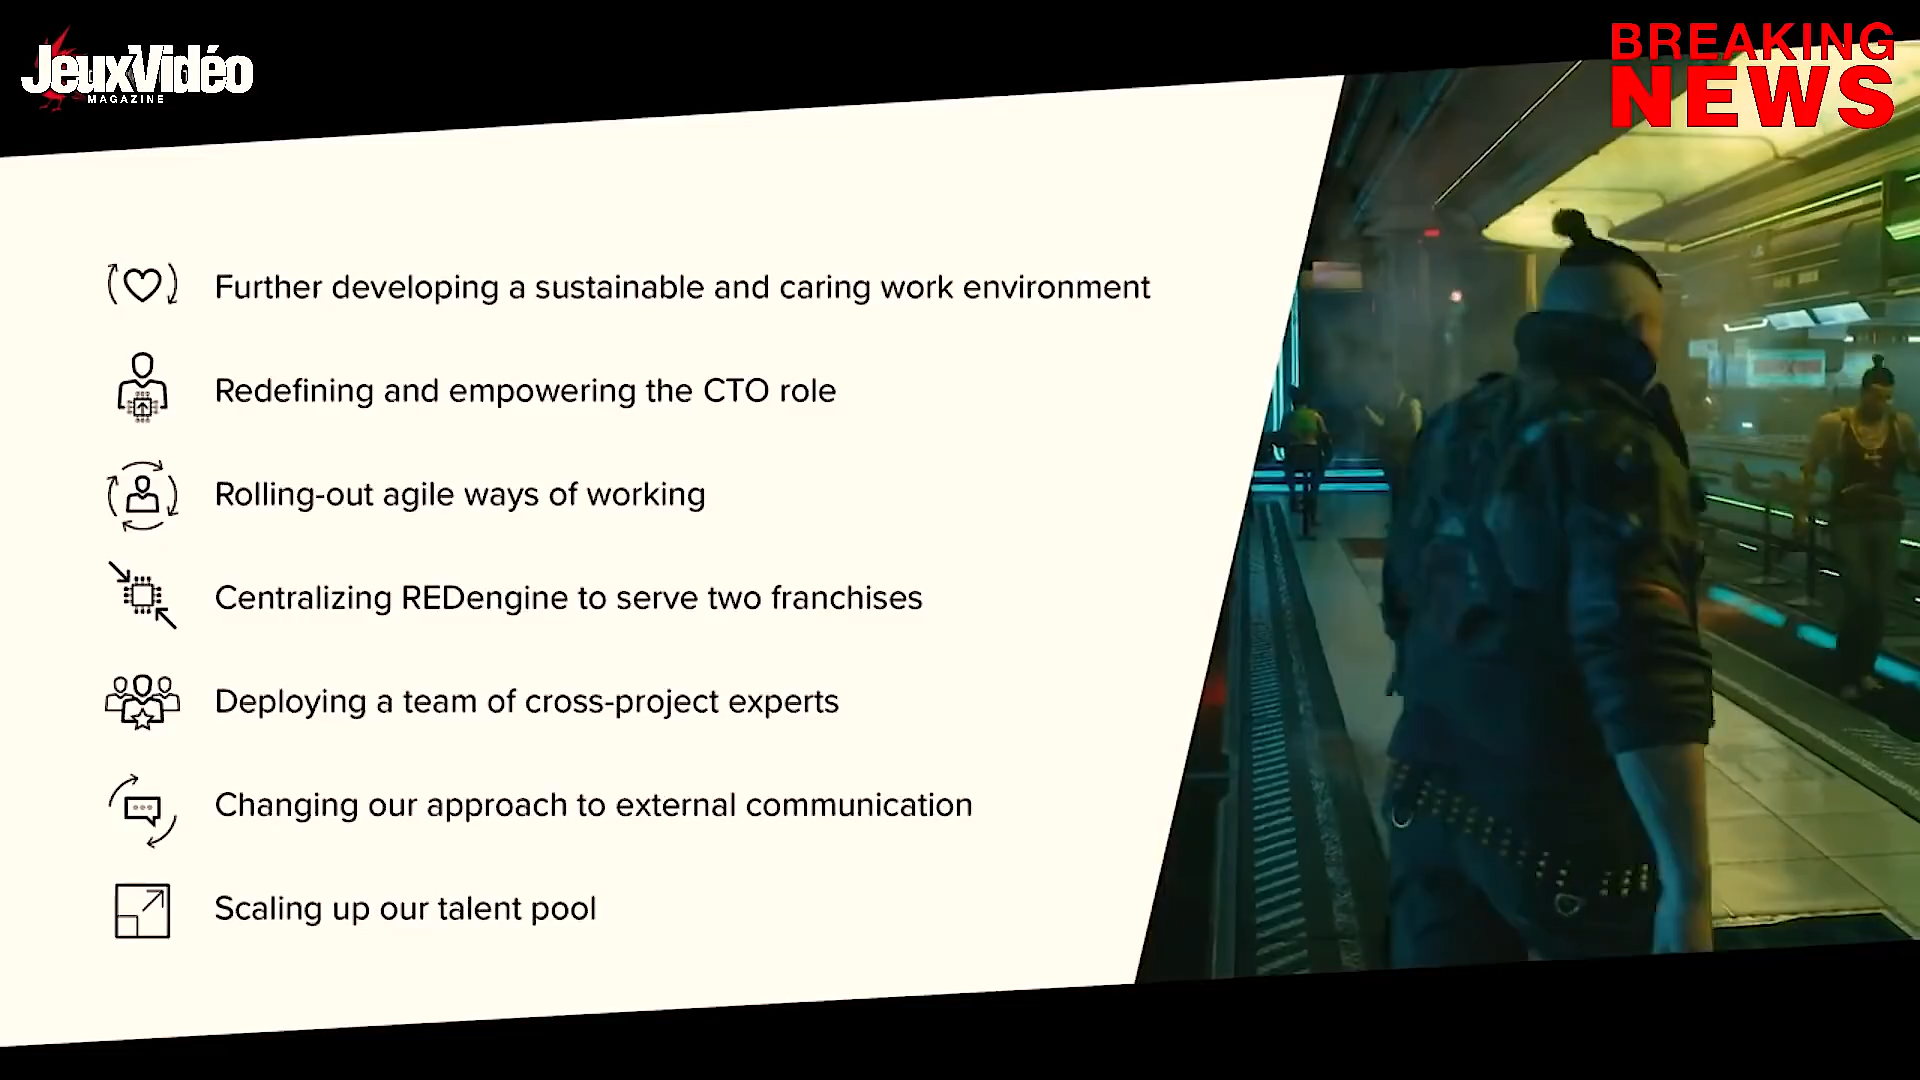 JeuxVidéo
MAGAZINE
BREAKING
NEWS
Further developing a sustainable and caring work environment
Redefining and empowering the CTO role
Rolling-out agile ways of working
Centralizing REDengine to serve two franchises
Deploying a team of cross-project experts
Changing our approach to external communication
Scaling up our talent pool